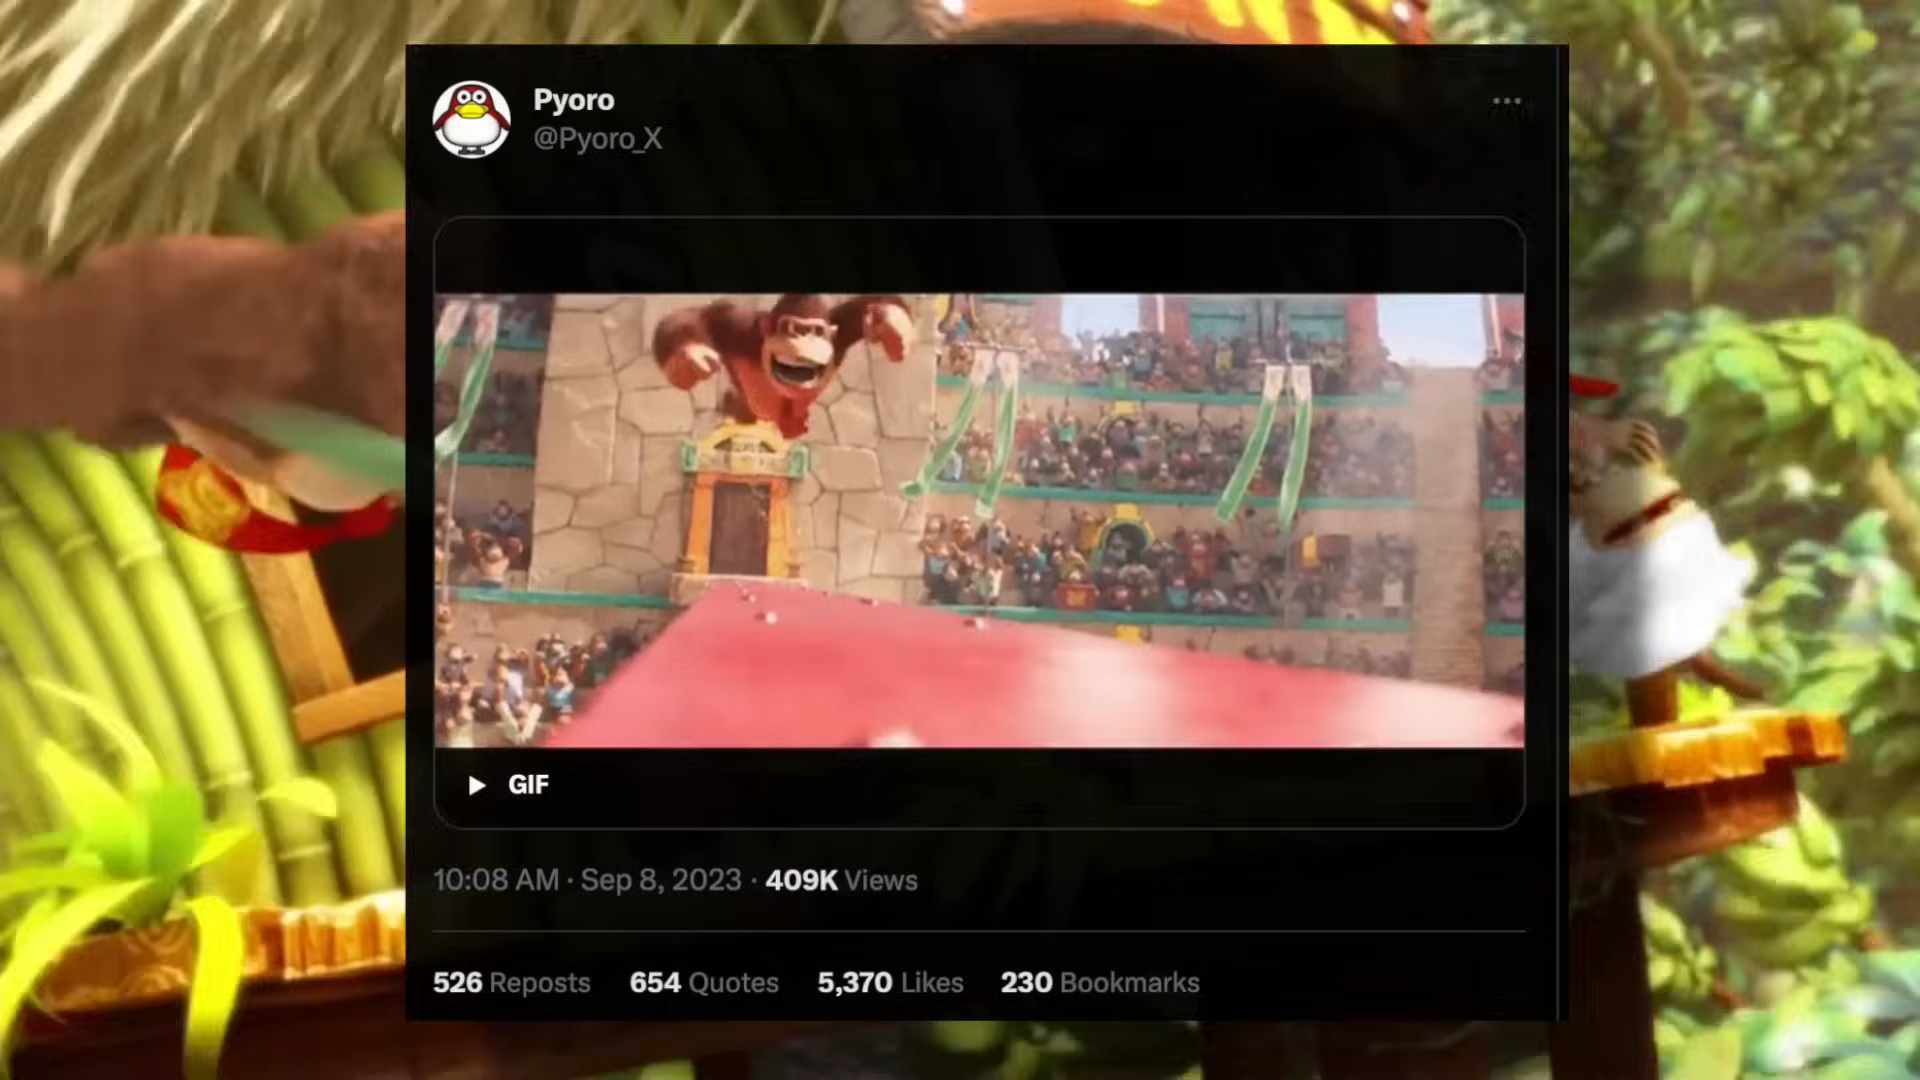 Pyoro
@Pyoro_X
GIF
10:08 AM · Sep 8, 2023 · 409K Views
526 Reposts 654 Quotes 5,370 Likes 230 Bookmarks